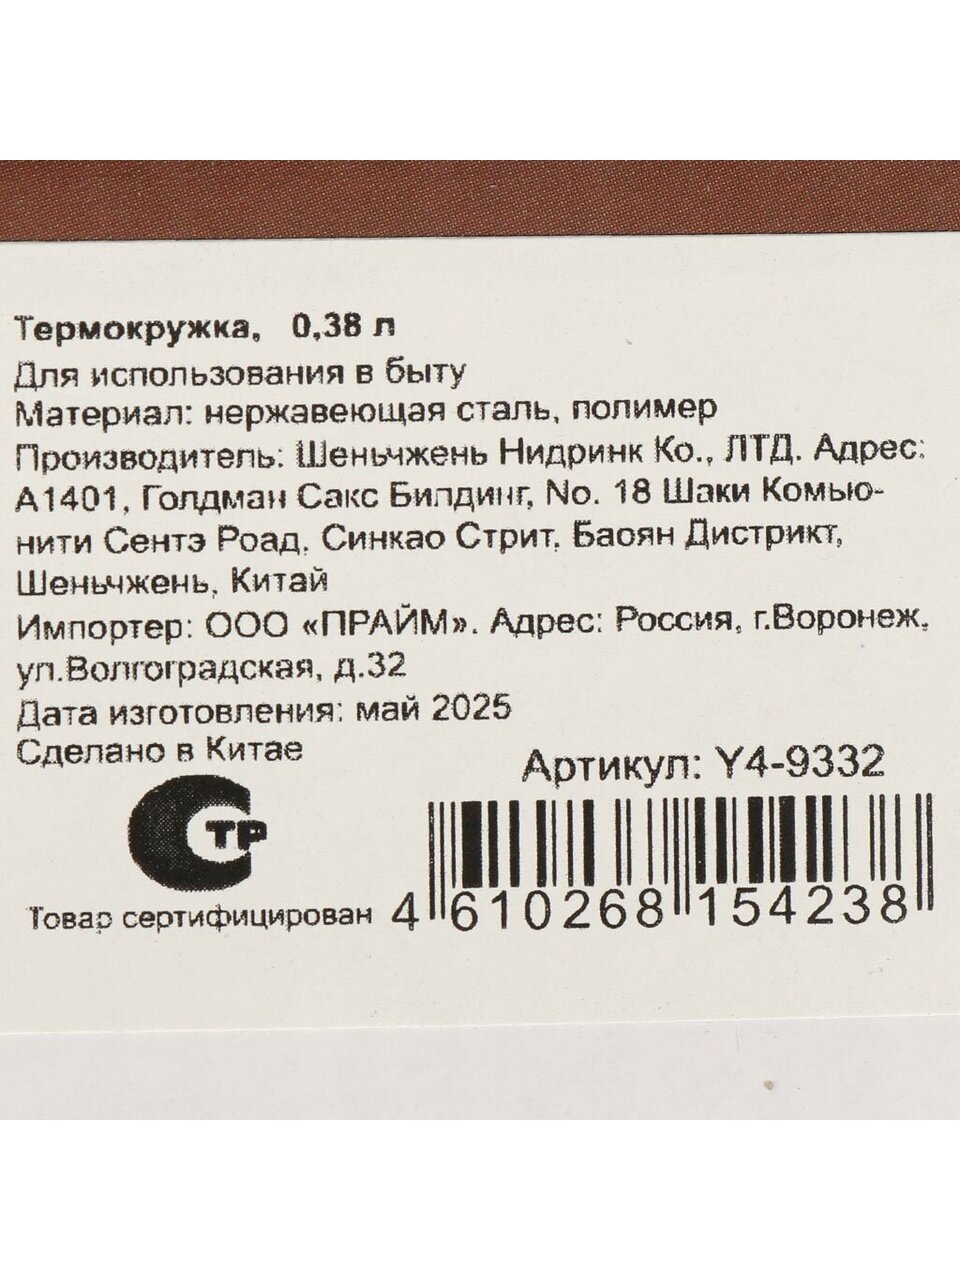 Термокружка, 0,38 л
Для использования в быту
Материал: нержавеющая сталь, полимер
Производитель: Шеньчжень Нидринк Ко., ЛТД. Адрес:
А1401, Голдман Сакс Билдинг, No. 18 Шаки Комью-
нити Сентэ Роад, Синкао Стрит, Баоян Дистрикт,
Шеньчжень, Китай
Импортер: ООО «ПРАЙМ». Адрес: Россия, г.Воронеж,
ул.Волгоградская, д.32
Дата изготовления: май 2025
Сделано в Китае
Артикул: Y4-9332
СТР
Товар сертифицирован
4 610268 154238